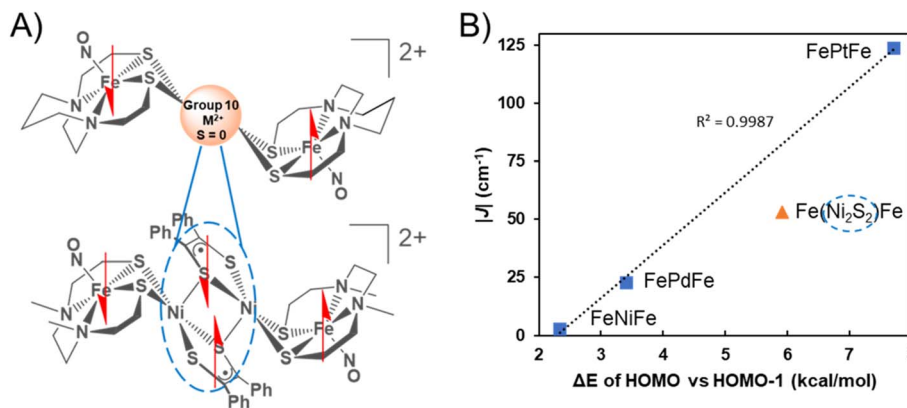 A)
NO
S
S
Fe
N
N
Group 10
M²⁺
S = 0
2+
N
N
S
S
Fe
NO
Ph
Ph
S
S
NO
S
S
Fe
N
N
Ni
Ni
S
S
Ph
Ph
2+
N
N
S
S
Fe
NO
B)
125
100
75
50
25
0
|J| (cm⁻¹)
FePtFe
R² = 0.9987
Fe(Ni₂S₂)Fe
FePdFe
FeNiFe
2 3 4 5 6 7 8
ΔE of HOMO vs HOMO-1 (kcal/mol)